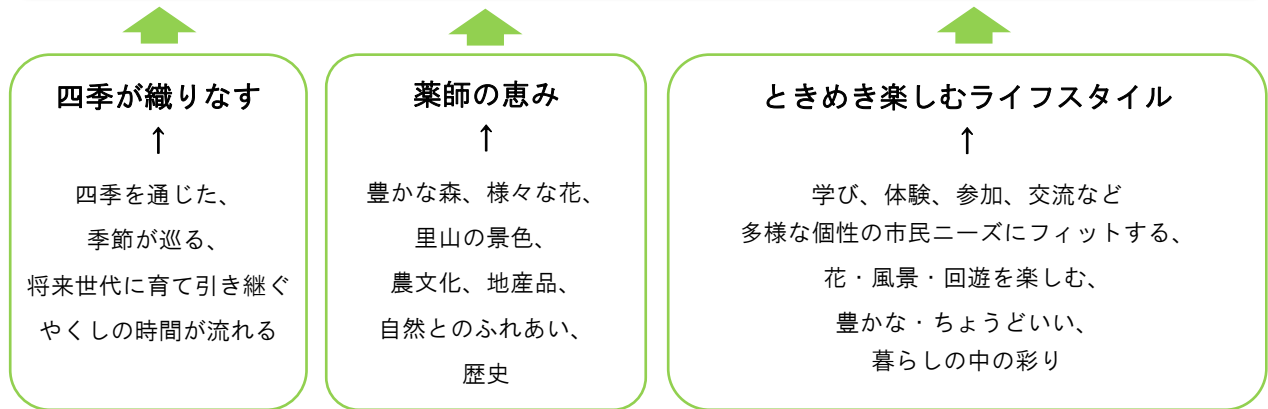 四季が織りなす
↑
四季を通じた、
季節が巡る、
将来世代に育て引き継ぐ
やくしの時間が流れる
薬師の恵み
↑
豊かな森、様々な花、
里山の景色、
農文化、地産品、
自然とのふれあい、
歴史
ときめき楽しむライフスタイル
↑
学び、体験、参加、交流など
多様な個性の市民ニーズにフィットする、
花・風景・回遊を楽しむ、
豊かな・ちょうどいい、
暮らしの中の彩り